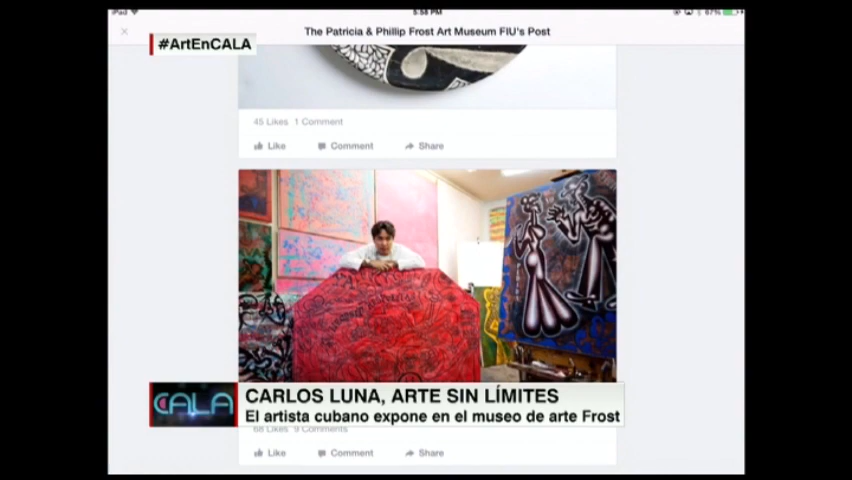 iPad
5:58 PM
67%
The Patricia & Phillip Frost Art Museum FIU's Post
#ArtEnCALA
45 Likes 1 Comment
Like Comment Share
CALA
CARLOS LUNA, ARTE SIN LÍMITES
El artista cubano expone en el museo de arte Frost
68 Likes 9 Comments
Like Comment Share